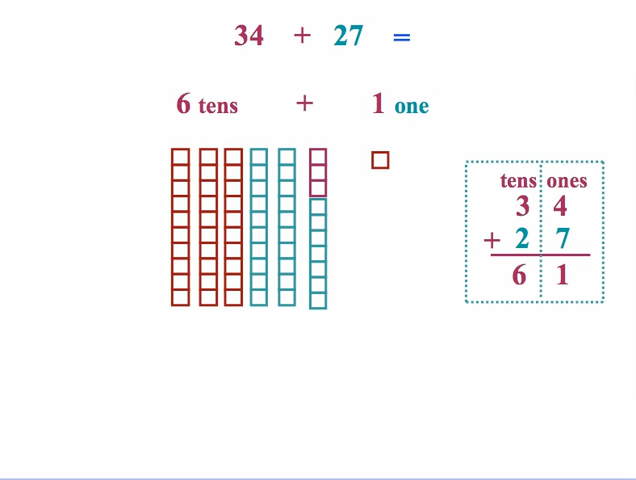 34 + 27 =
6 tens + 1 one
tens ones
3 4
+ 2 7
6 1